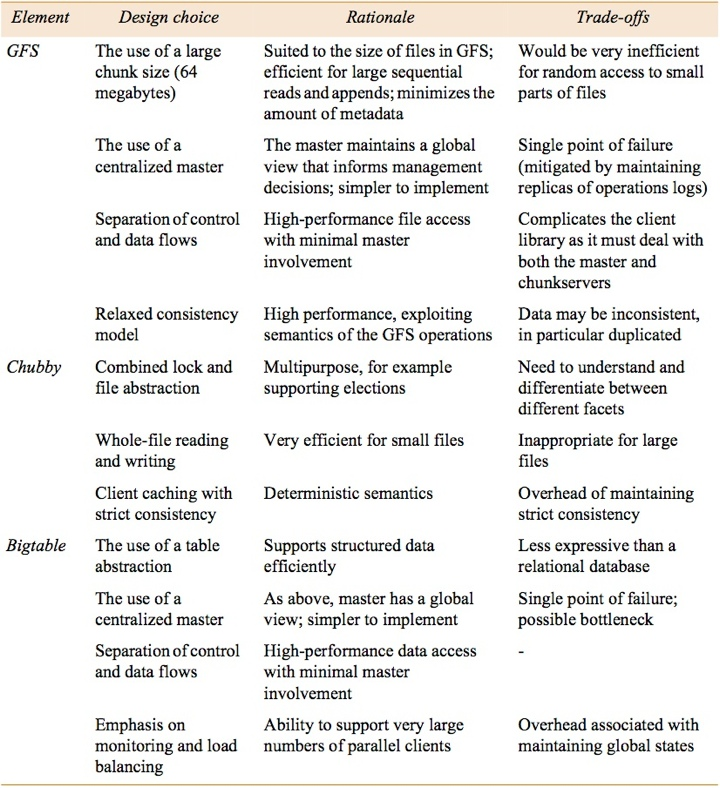 Element Design choice Rationale Trade-offs
GFS The use of a large Suited to the size of files in GFS; Would be very inefficient
chunk size (64 efficient for large sequential for random access to small
megabytes) reads and appends; minimizes the parts of files
amount of metadata
The use of a The master maintains a global Single point of failure
centralized master view that informs management (mitigated by maintaining
decisions; simpler to implement replicas of operations logs)
Separation of control High-performance file access Complicates the client
and data flows with minimal master library as it must deal with
involvement both the master and
chunkservers
Relaxed consistency High performance, exploiting Data may be inconsistent,
model semantics of the GFS operations in particular duplicated
Chubby Combined lock and Multipurpose, for example Need to understand and
file abstraction supporting elections differentiate between
different facets
Whole-file reading Very efficient for small files Inappropriate for large
and writing files
Client caching with Deterministic semantics Overhead of maintaining
strict consistency strict consistency
Bigtable The use of a table Supports structured data Less expressive than a
abstraction efficiently relational database
The use of a As above, master has a global Single point of failure;
centralized master view; simpler to implement possible bottleneck
Separation of control High-performance data access -
and data flows with minimal master
involvement
Emphasis on Ability to support very large Overhead associated with
monitoring and load numbers of parallel clients maintaining global states
balancing